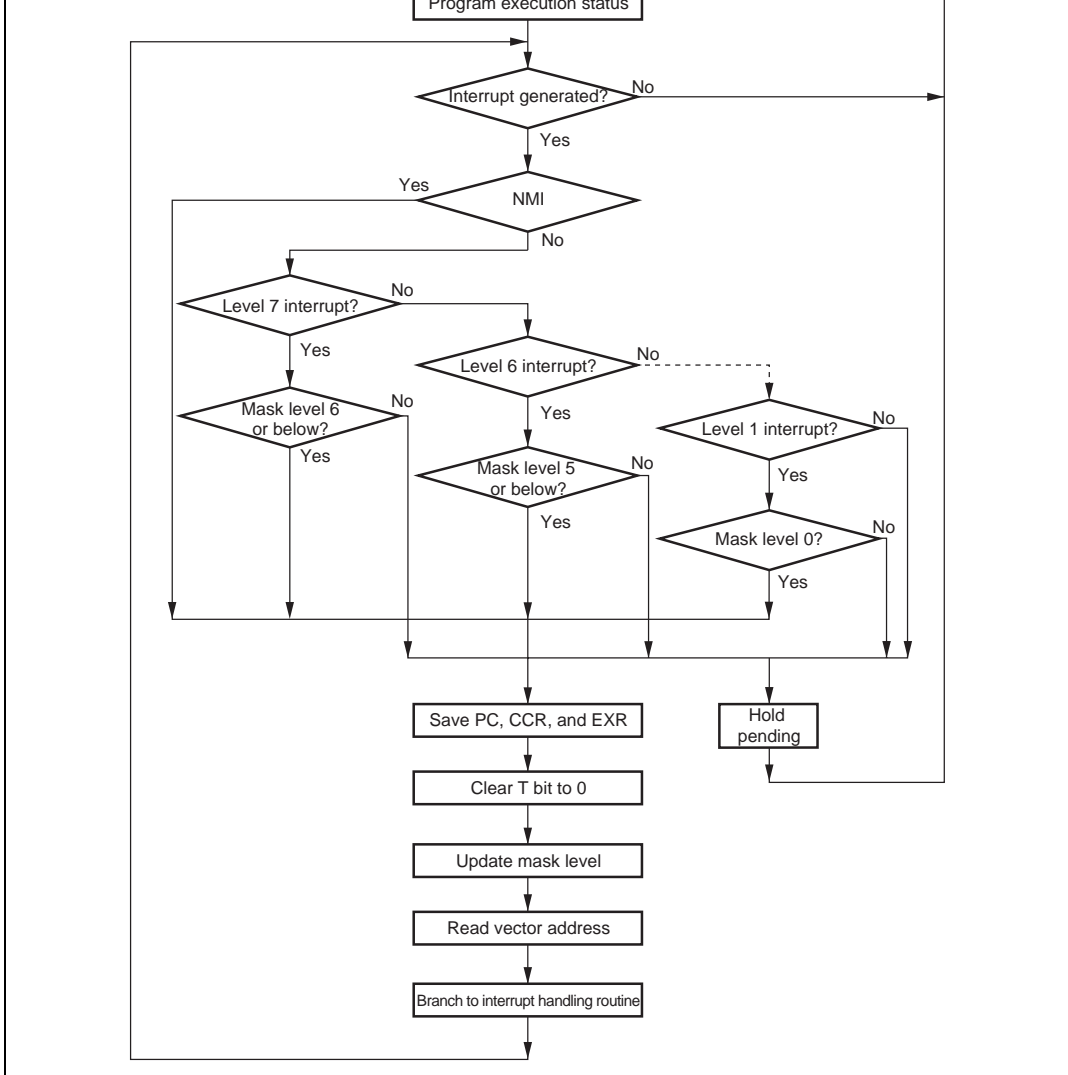 Program execution status
Interrupt generated?
No
Yes
Yes
NMI
No
Level 7 interrupt?
No
Yes
Level 6 interrupt?
No
Mask level 6
or below?
No
Yes
Yes
Level 1 interrupt?
No
Mask level 5
or below?
No
Yes
Yes
Mask level 0?
No
Yes
Save PC, CCR, and EXR
Hold
pending
Clear T bit to 0
Update mask level
Read vector address
Branch to interrupt handling routine